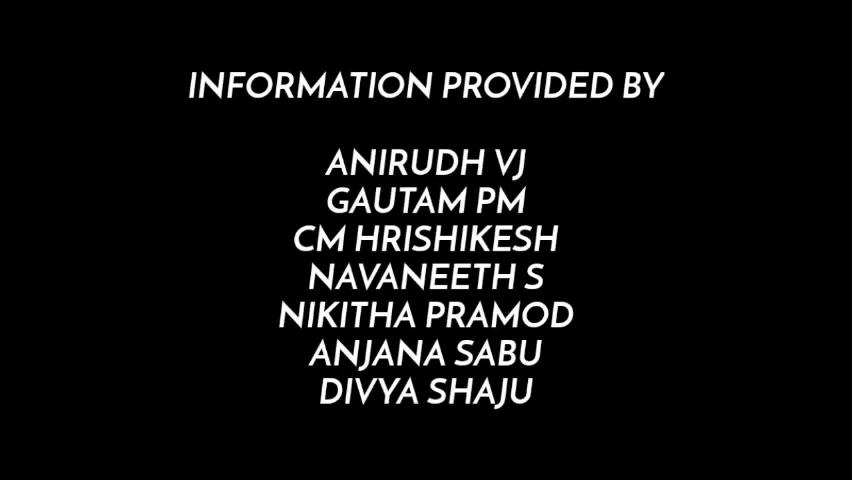 INFORMATION PROVIDED BY
ANIRUDH VJ
GAUTAM PM
CM HRISHIKESH
NAVANEETH S
NIKITHA PRAMOD
ANJANA SABU
DIVYA SHAJU